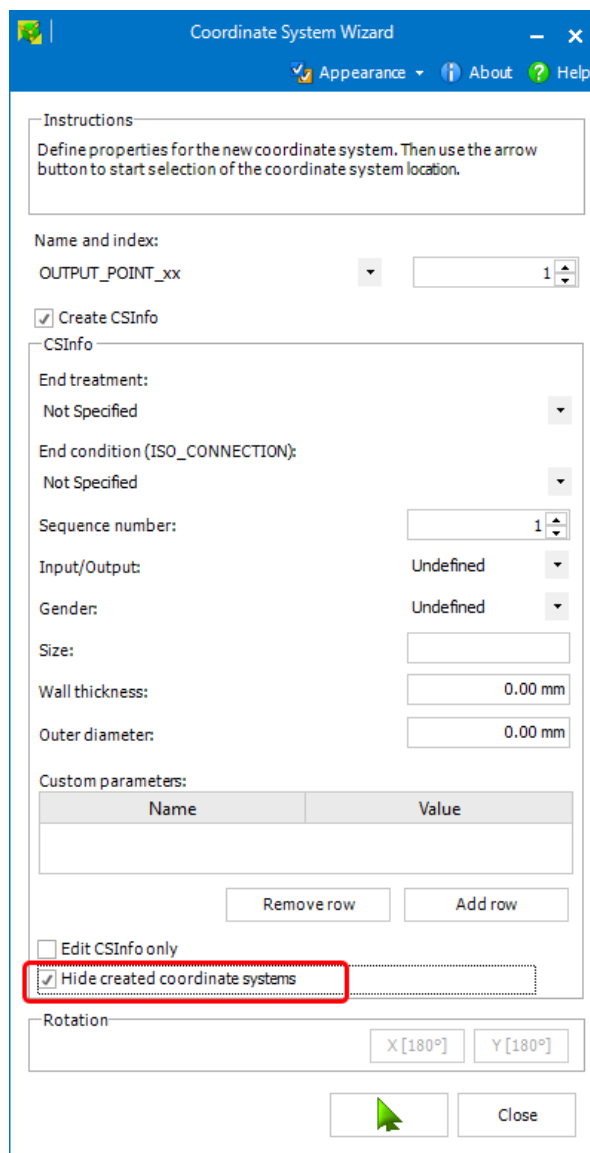 Coordinate System Wizard
Appearance About Help
Instructions
Define properties for the new coordinate system. Then use the arrow
button to start selection of the coordinate system location.
Name and index:
OUTPUT_POINT_xx 1
Create CSInfo
CSInfo
End treatment:
Not Specified
End condition (ISO_CONNECTION):
Not Specified
Sequence number: 1
Input/Output: Undefined
Gender: Undefined
Size:
Wall thickness: 0.00 mm
Outer diameter: 0.00 mm
Custom parameters:
Name Value
Remove row Add row
Edit CSInfo only
Hide created coordinate systems
Rotation
X [180°] Y [180°]
Close